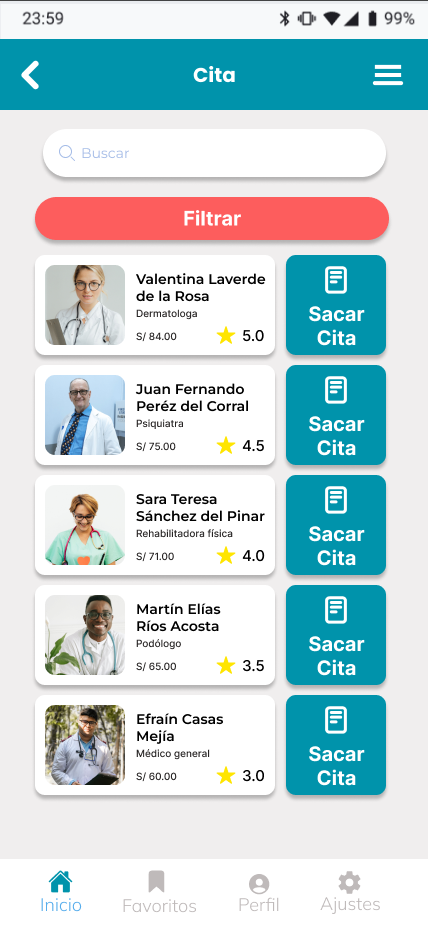 23:59
99%
Cita
Buscar
Filtrar
Valentina Laverde
de la Rosa
Dermatologa
S/ 84.00
5.0
Sacar
Cita
Juan Fernando
Peréz del Corral
Psiquiatra
S/ 75.00
4.5
Sacar
Cita
Sara Teresa
Sánchez del Pinar
Rehabilitadora física
S/ 71.00
4.0
Sacar
Cita
Martín Elías
Ríos Acosta
Podólogo
S/ 65.00
3.5
Sacar
Cita
Efraín Casas
Mejía
Médico general
S/ 60.00
3.0
Sacar
Cita
Inicio
Favoritos
Perfil
Ajustes